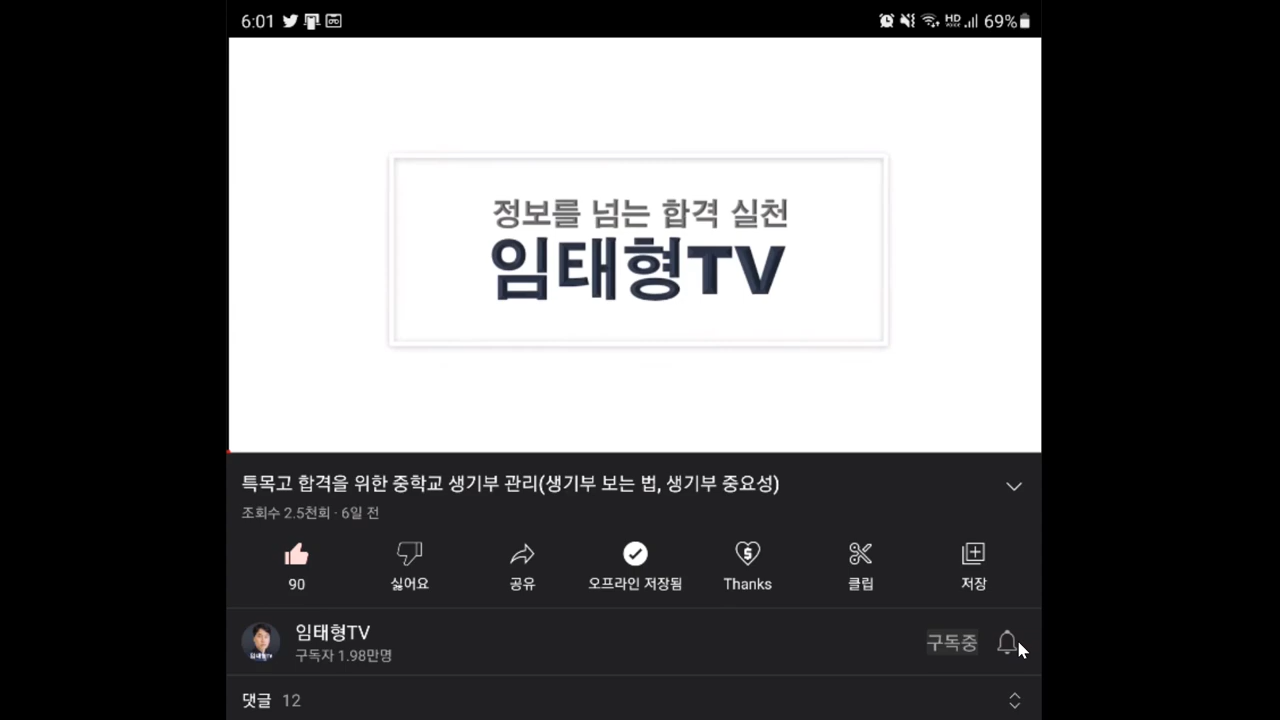 6:01 HD 69%
정보를 넘는 합격 실천
임태형TV
특목고 합격을 위한 중학교 생기부 관리(생기부 보는 법, 생기부 중요성)
조회수 2.5천회 · 6일 전
90 싫어요 공유 오프라인 저장됨 Thanks 클립 저장
임태형TV
구독자 1.98만명
구독중
댓글 12